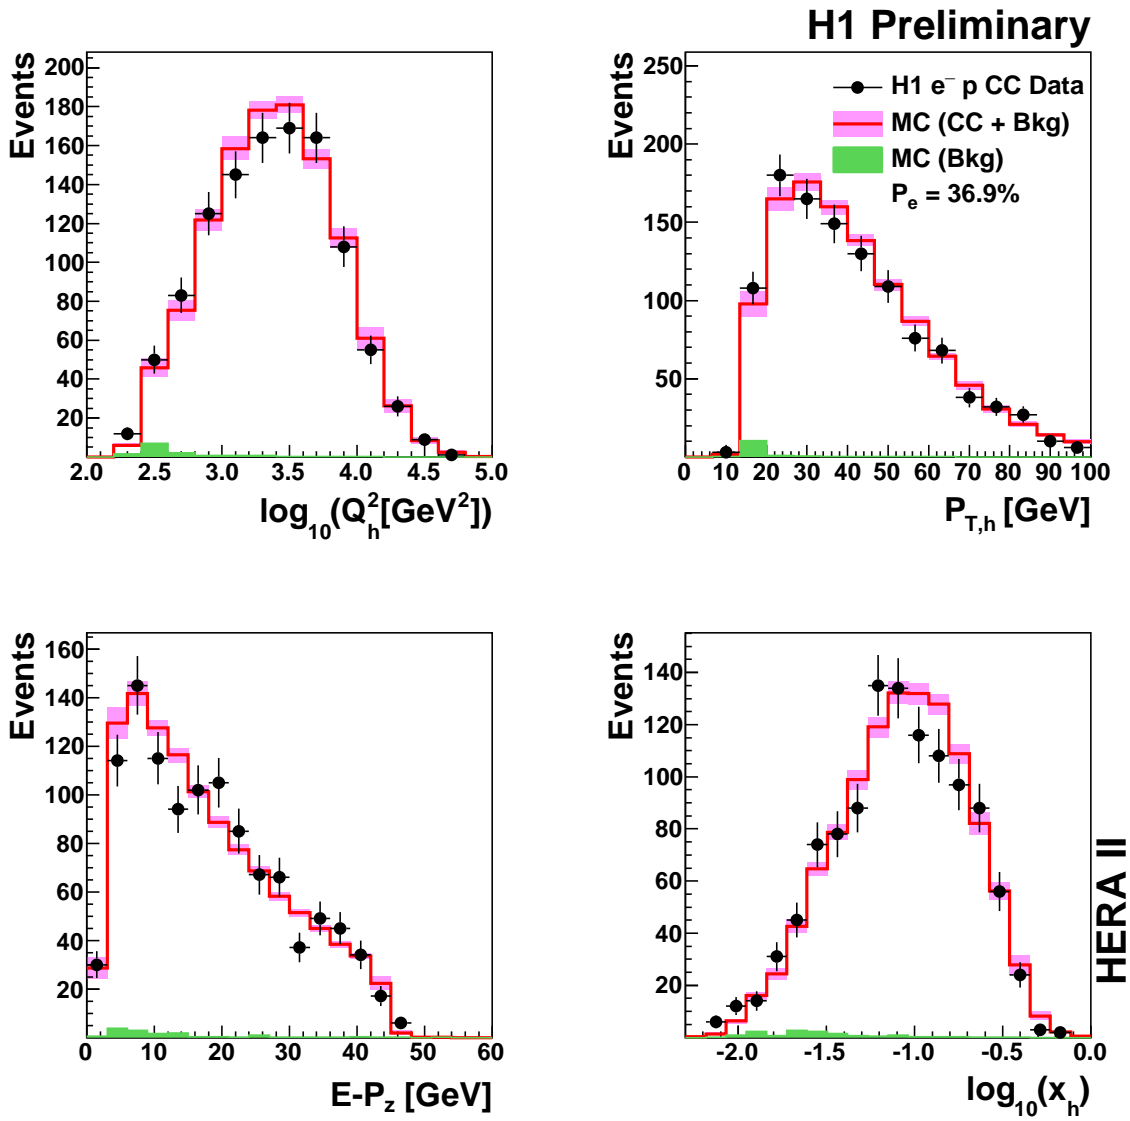 H1 Preliminary
Events
200
180
160
140
120
100
80
60
40
20
2.0 2.5 3.0 3.5 4.0 4.5 5.0
log₁₀(Q²ₕ[GeV²])
Events
250
200
150
100
50
H1 e⁻ p CC Data
MC (CC + Bkg)
MC (Bkg)
Pₑ = 36.9%
0 10 20 30 40 50 60 70 80 90 100
P_T,h [GeV]
Events
160
140
120
100
80
60
40
20
0 10 20 30 40 50 60
E-P_z [GeV]
Events
140
120
100
80
60
40
20
-2.0 -1.5 -1.0 -0.5 0.0
log₁₀(xₕ)
HERA II